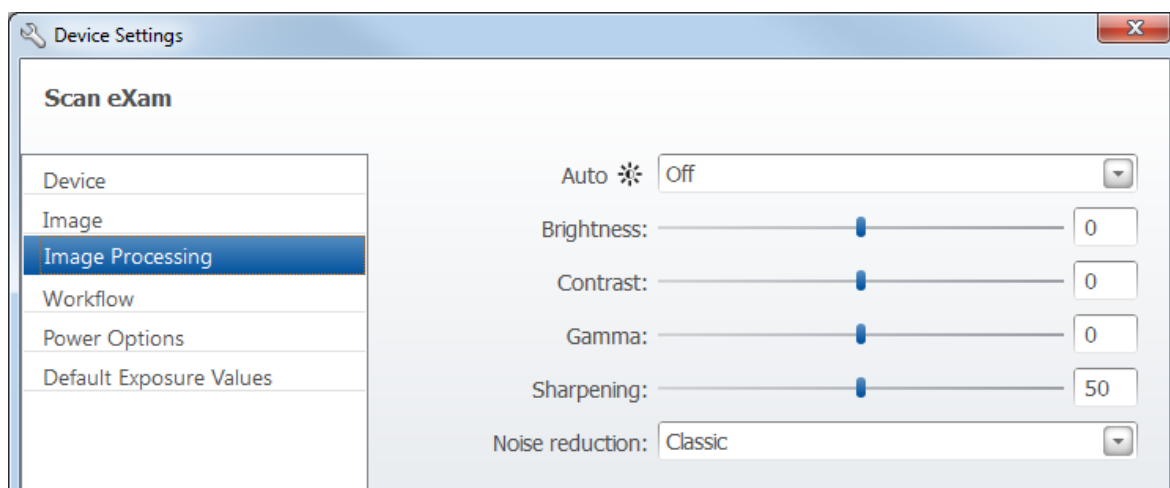 Device Settings
Scan eXam
Device
Image
Image Processing
Workflow
Power Options
Default Exposure Values
Auto Off
Brightness: 0
Contrast: 0
Gamma: 0
Sharpening: 50
Noise reduction: Classic